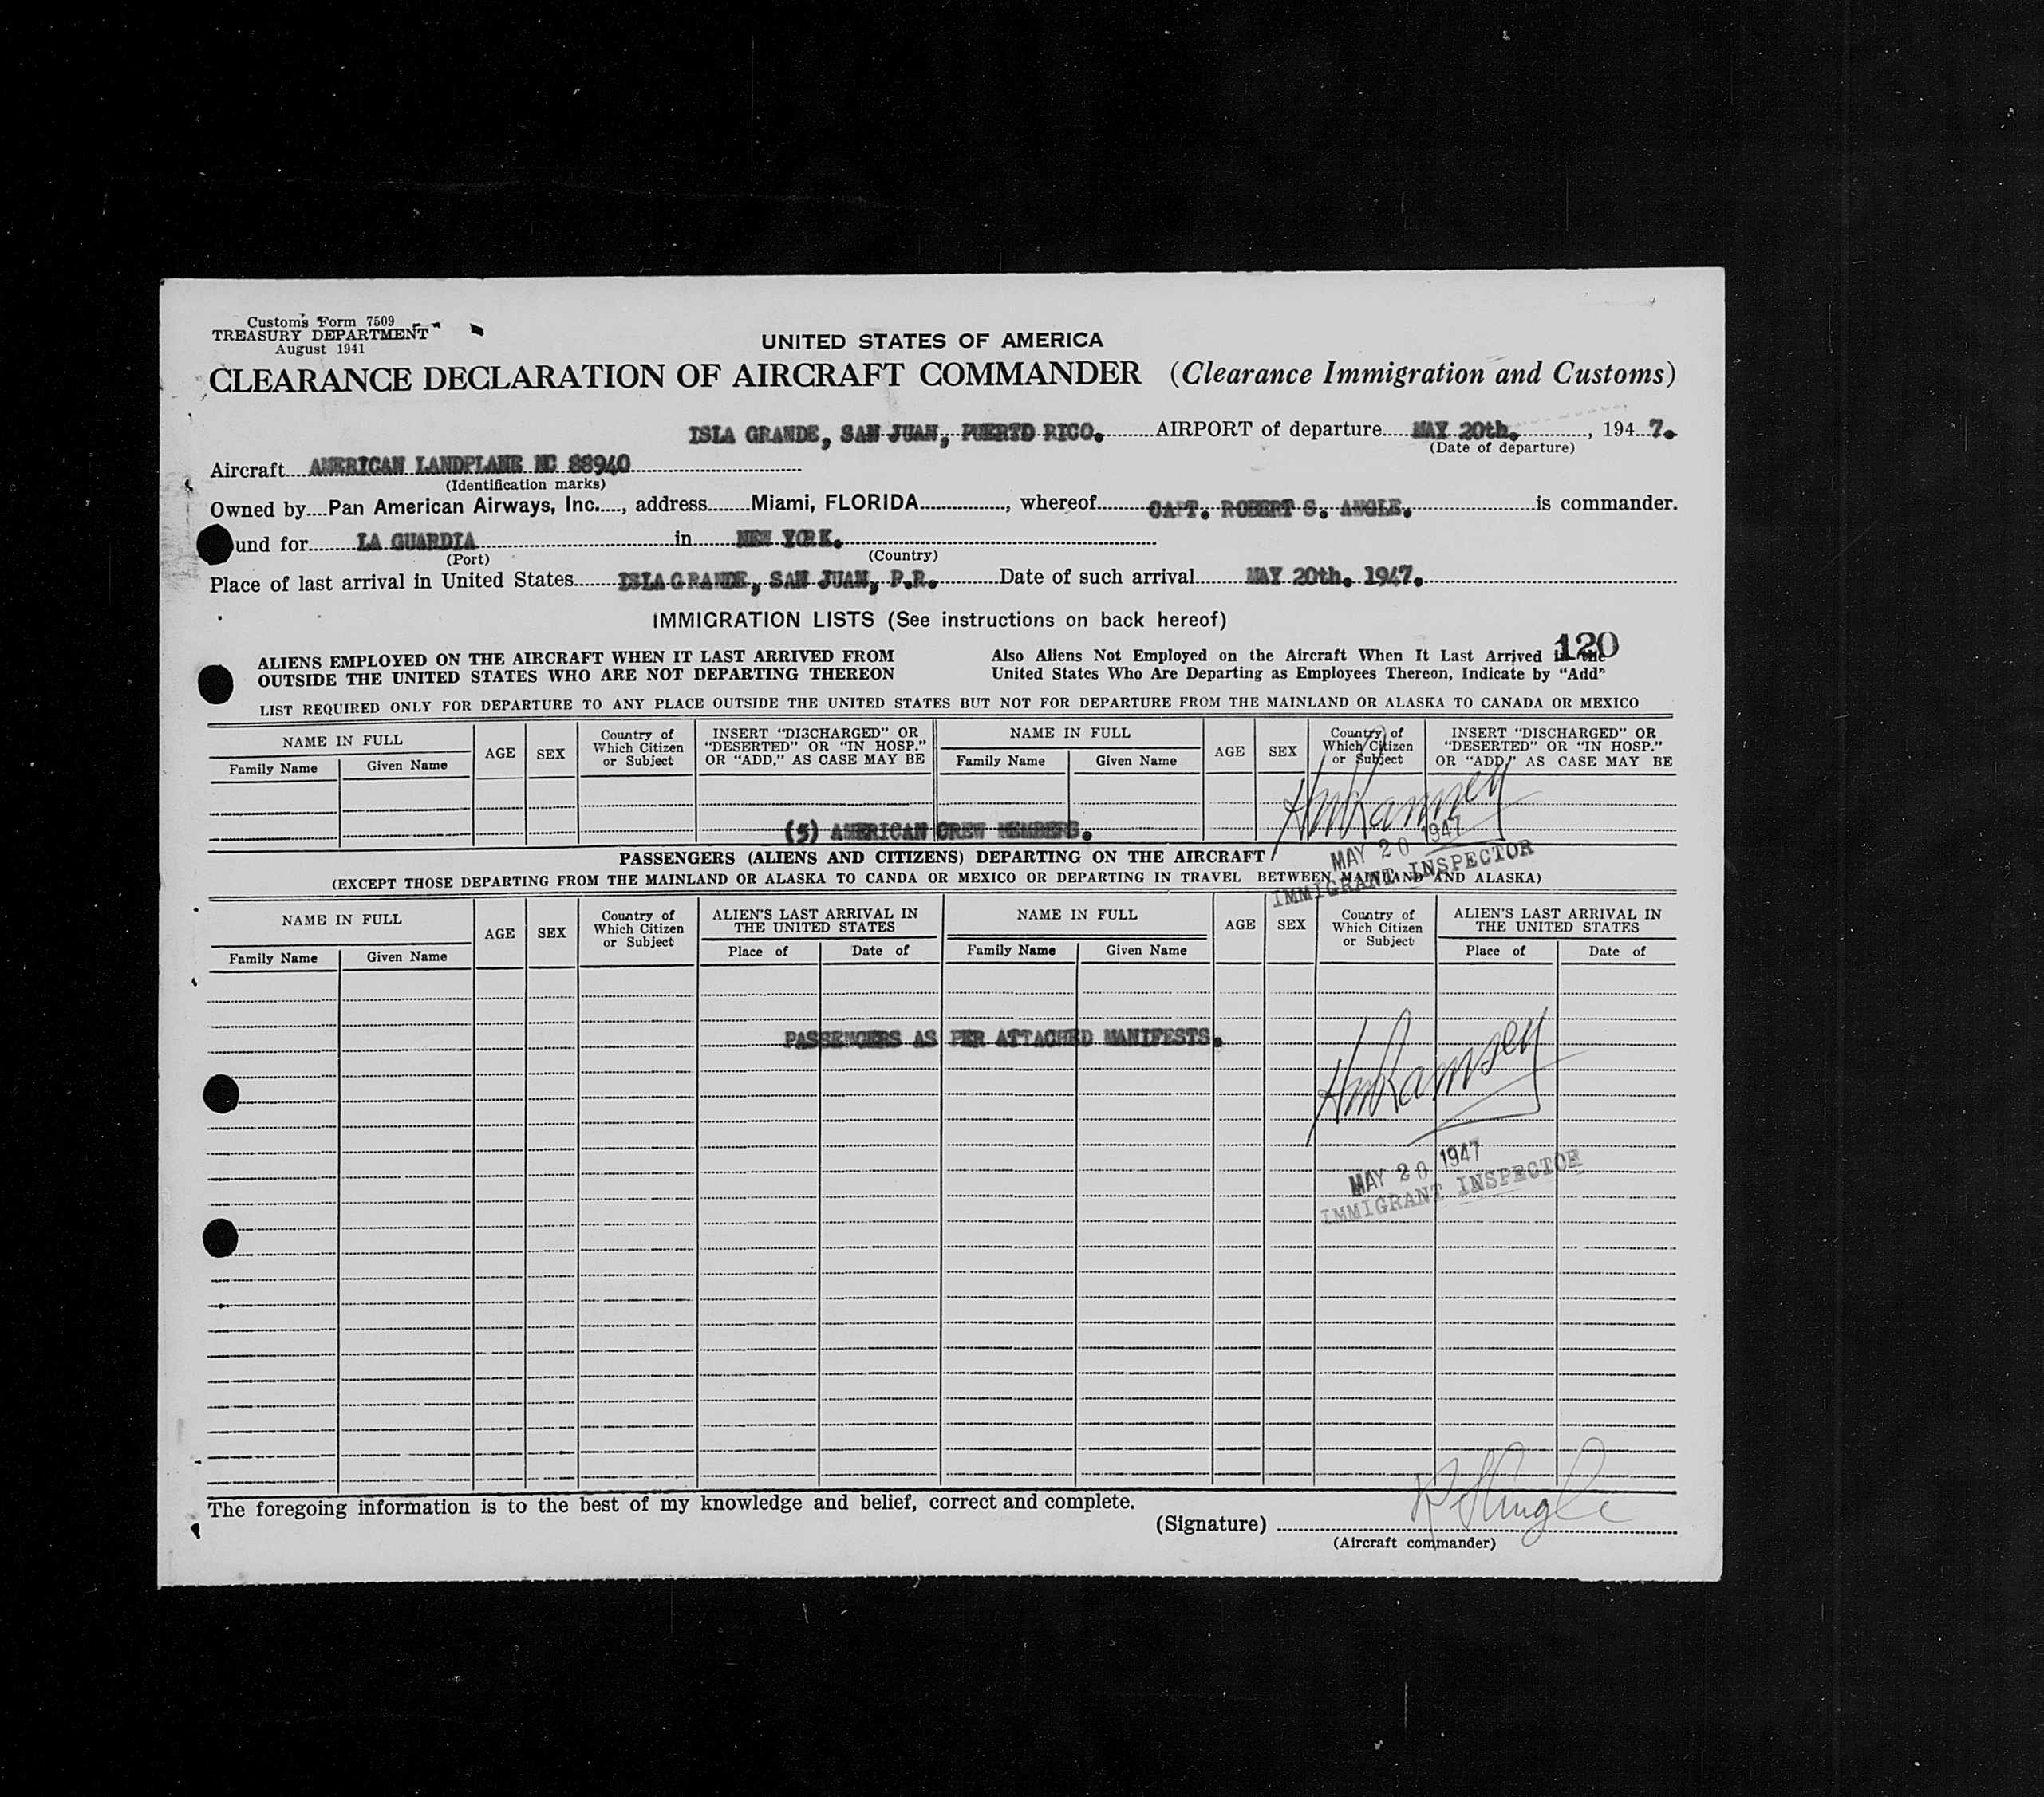 Customs Form 7509
TREASURY DEPARTMENT
August 1941
UNITED STATES OF AMERICA
CLEARANCE DECLARATION OF AIRCRAFT COMMANDER (Clearance Immigration and Customs)
ISLA GRANDE, SAN JUAN, PUERTO RICO. AIRPORT of departure MAY 20th. , 1947.
(Date of departure)
Aircraft AMERICAN LANDPLANE NC 88940
(Identification marks)
Owned by Pan American Airways, Inc. , address Miami, FLORIDA , whereof CAPT. ROBERT S. ANGLE. is commander.
und for LA GUARDIA in NEW YORK.
(Port) (Country)
Place of last arrival in United States ISLA GRANDE, SAN JUAN, P.R. Date of such arrival MAY 20th. 1947.
IMMIGRATION LISTS (See instructions on back hereof)
120
ALIENS EMPLOYED ON THE AIRCRAFT WHEN IT LAST ARRIVED FROM Also Aliens Not Employed on the Aircraft When It Last Arrived in the
OUTSIDE THE UNITED STATES WHO ARE NOT DEPARTING THEREON United States Who Are Departing as Employees Thereon, Indicate by "Add"
LIST REQUIRED ONLY FOR DEPARTURE TO ANY PLACE OUTSIDE THE UNITED STATES BUT NOT FOR DEPARTURE FROM THE MAINLAND OR ALASKA TO CANADA OR MEXICO
NAME IN FULL AGE SEX Country of Which Citizen or Subject INSERT "DISCHARGED" OR "DESERTED" OR "IN HOSP." OR "ADD," AS CASE MAY BE NAME IN FULL AGE SEX Country of Which Citizen or Subject INSERT "DISCHARGED" OR "DESERTED" OR "IN HOSP." OR "ADD," AS CASE MAY BE
Family Name Given Name Family Name Given Name
HmRamsey
(5) AMERICAN CREW MEMBERS.
MAY 20 1947
IMMIGRANT INSPECTOR
PASSENGERS (ALIENS AND CITIZENS) DEPARTING ON THE AIRCRAFT
(EXCEPT THOSE DEPARTING FROM THE MAINLAND OR ALASKA TO CANDA OR MEXICO OR DEPARTING IN TRAVEL BETWEEN MAINLAND AND ALASKA)
NAME IN FULL AGE SEX Country of Which Citizen or Subject ALIEN'S LAST ARRIVAL IN THE UNITED STATES NAME IN FULL AGE SEX Country of Which Citizen or Subject ALIEN'S LAST ARRIVAL IN THE UNITED STATES
Family Name Given Name Place of Date of Family Name Given Name Place of Date of
PASSENGERS AS PER ATTACHED MANIFESTS.
HmRamsey
MAY 20 1947
IMMIGRANT INSPECTOR
The foregoing information is to the best of my knowledge and belief, correct and complete.
(Signature) R S Angle
(Aircraft commander)